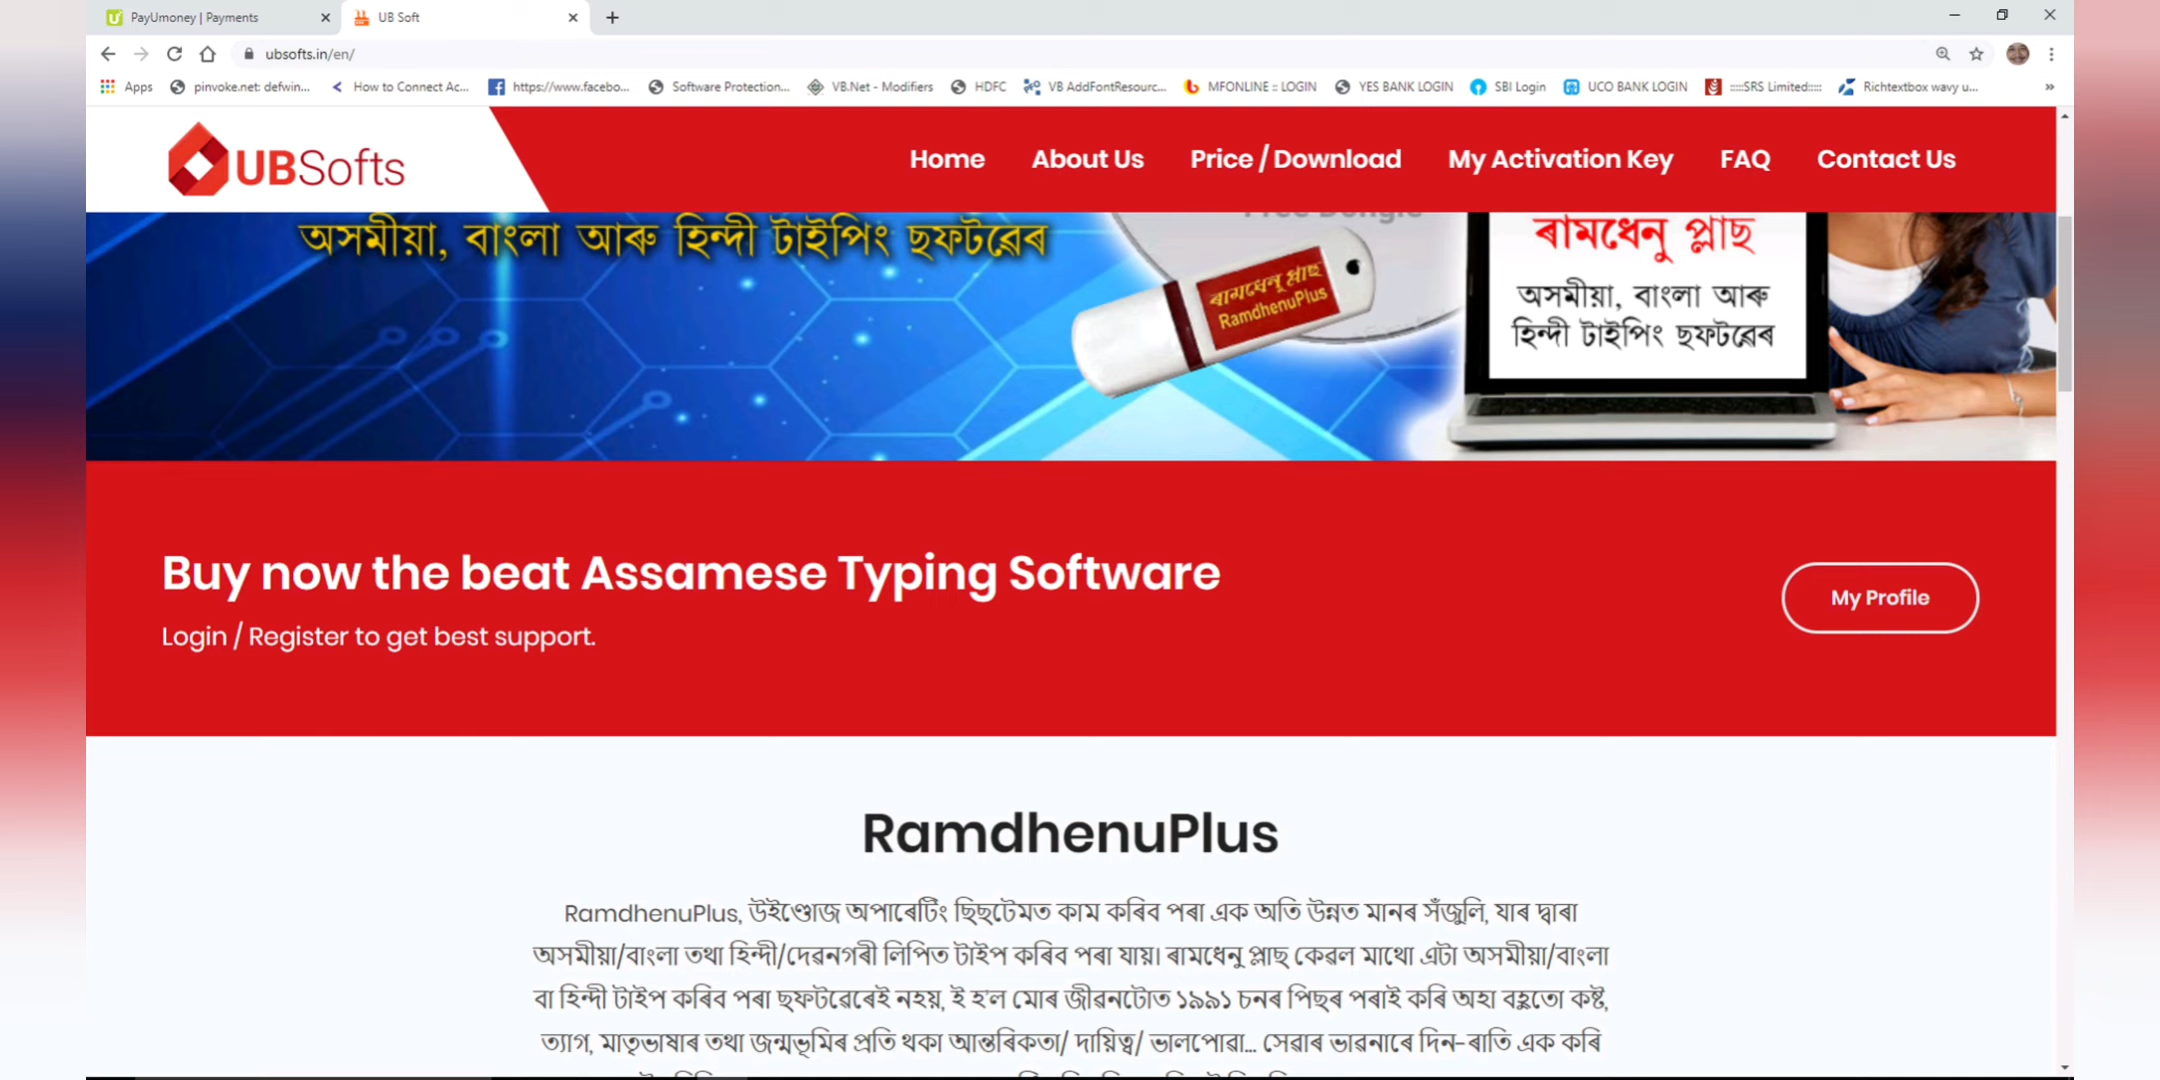 PayUmoney | Payments
UB Soft
ubsofts.in/en/
Apps
pinvoke.net: defwin...
How to Connect Ac...
https://www.facebo...
Software Protection...
VB.Net - Modifiers
HDFC
VB AddFontResourc...
MFONLINE :: LOGIN
YES BANK LOGIN
SBI Login
UCO BANK LOGIN
:::::SRS Limited:::::
Richtextbox wavy u...
»
UBSofts
Home
About Us
Price / Download
My Activation Key
FAQ
Contact Us
অসমীয়া, বাংলা আৰু হিন্দী টাইপিং ছফটৱেৰ
Free Dongle
ৰামধেনু প্লাছ
RamdhenuPlus
ৰামধেনু প্লাছ
অসমীয়া, বাংলা আৰু
হিন্দী টাইপিং ছফটৱেৰ
Buy now the beat Assamese Typing Software
Login / Register to get best support.
My Profile
RamdhenuPlus
RamdhenuPlus, উইণ্ডোজ অপাৰেটিং ছিছটেমত কাম কৰিব পৰা এক অতি উন্নত মানৰ সঁজুলি, যাৰ দ্বাৰা
অসমীয়া/বাংলা তথা হিন্দী/দেৱনগৰী লিপিত টাইপ কৰিব পৰা যায়। ৰামধেনু প্লাছ কেৱল মাথো এটা অসমীয়া/বাংলা
বা হিন্দী টাইপ কৰিব পৰা ছফটৱেৰেই নহয়, ই হ'ল মোৰ জীৱনটোত ১৯৯১ চনৰ পিছৰ পৰাই কৰি অহা বহুতো কষ্ট,
ত্যাগ, মাতৃভাষাৰ তথা জন্মভূমিৰ প্ৰতি থকা আন্তৰিকতা/ দায়িত্ব/ ভালপোৱা... সেৱাৰ ভাৱনাৰে দিন-ৰাতি এক কৰি